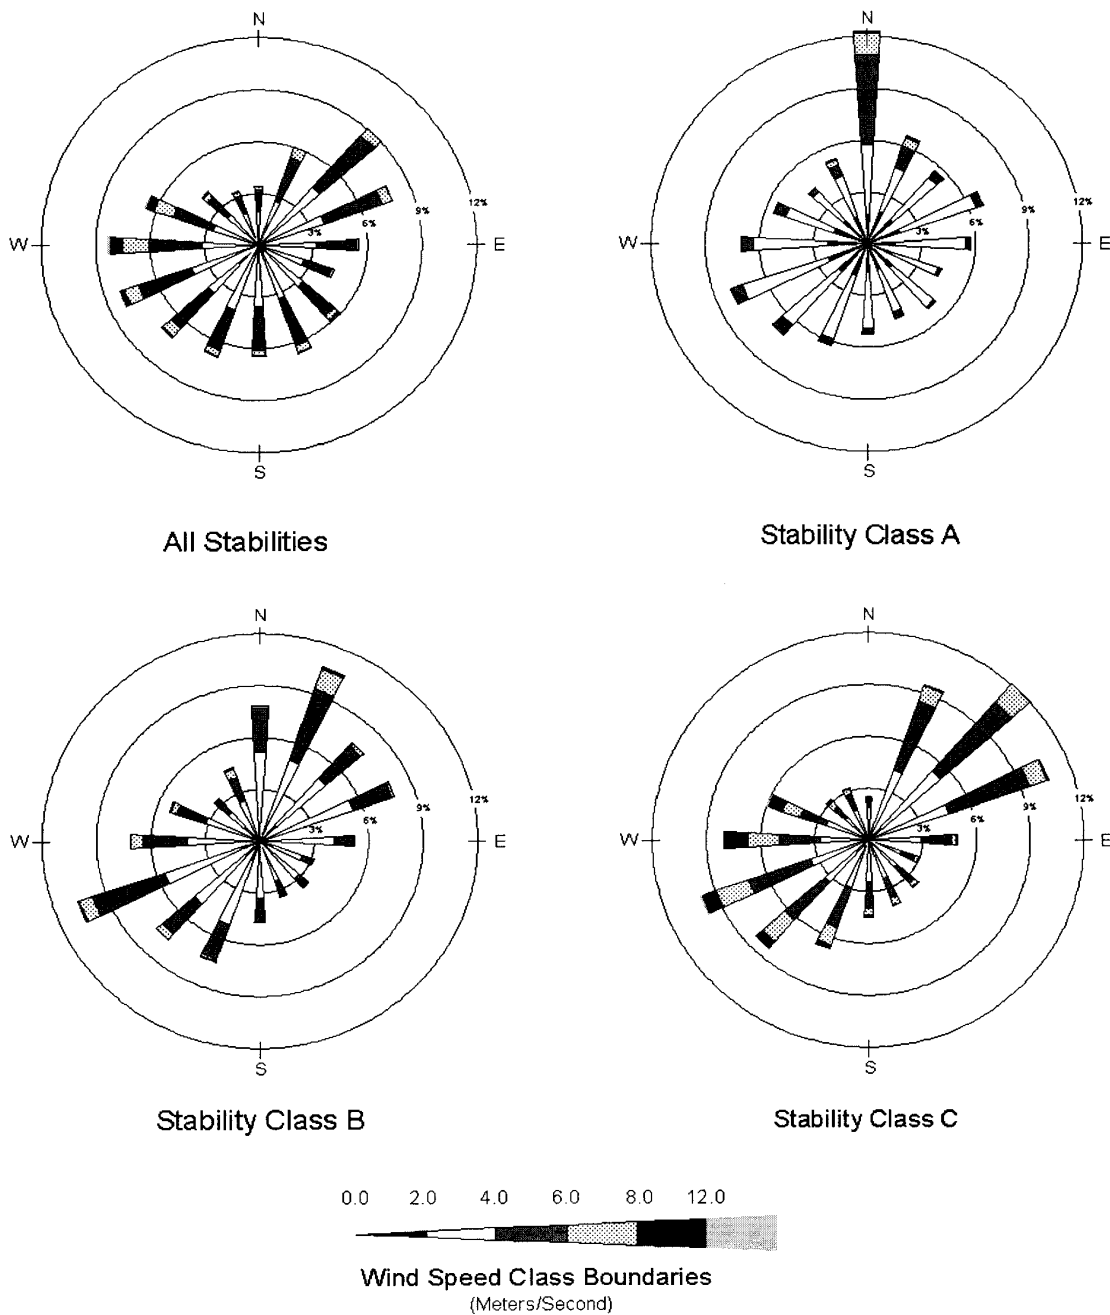 N N
12% 12%
9% 9%
6% 6%
3% 3%
W E W E
S S
All Stabilities Stability Class A
N N
12% 12%
9% 9%
6% 6%
3% 3%
W E W E
S S
Stability Class B Stability Class C
0.0 2.0 4.0 6.0 8.0 12.0
Wind Speed Class Boundaries
(Meters/Second)